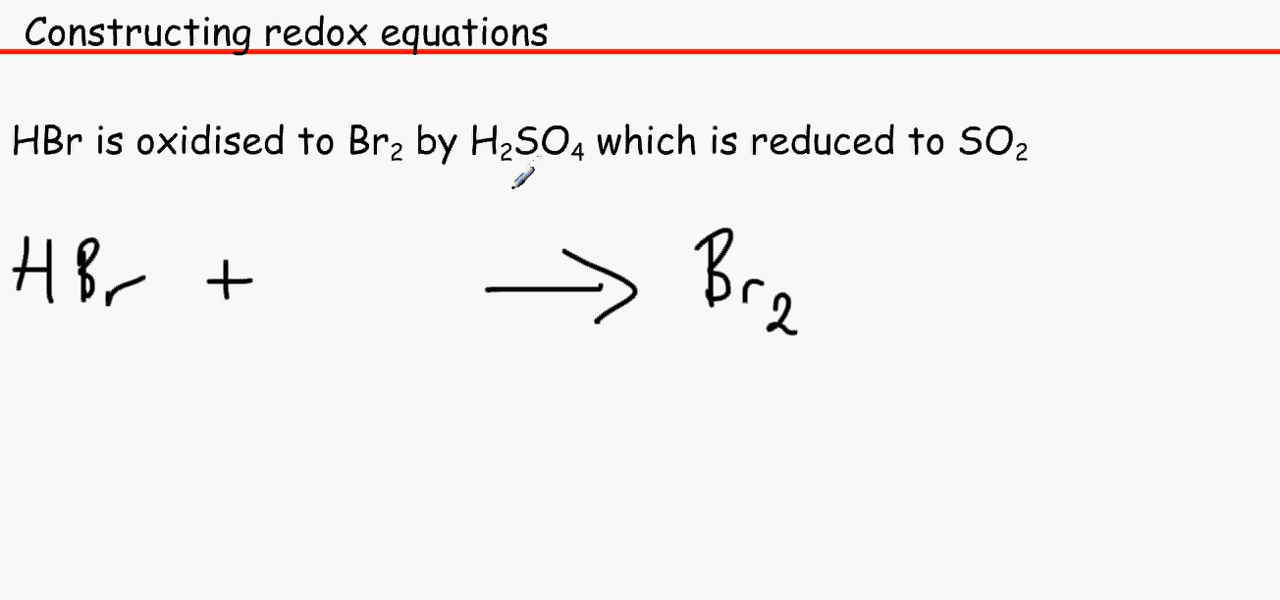 Constructing redox equations
HBr is oxidised to Br₂ by H₂SO₄ which is reduced to SO₂
HBr + → Br₂